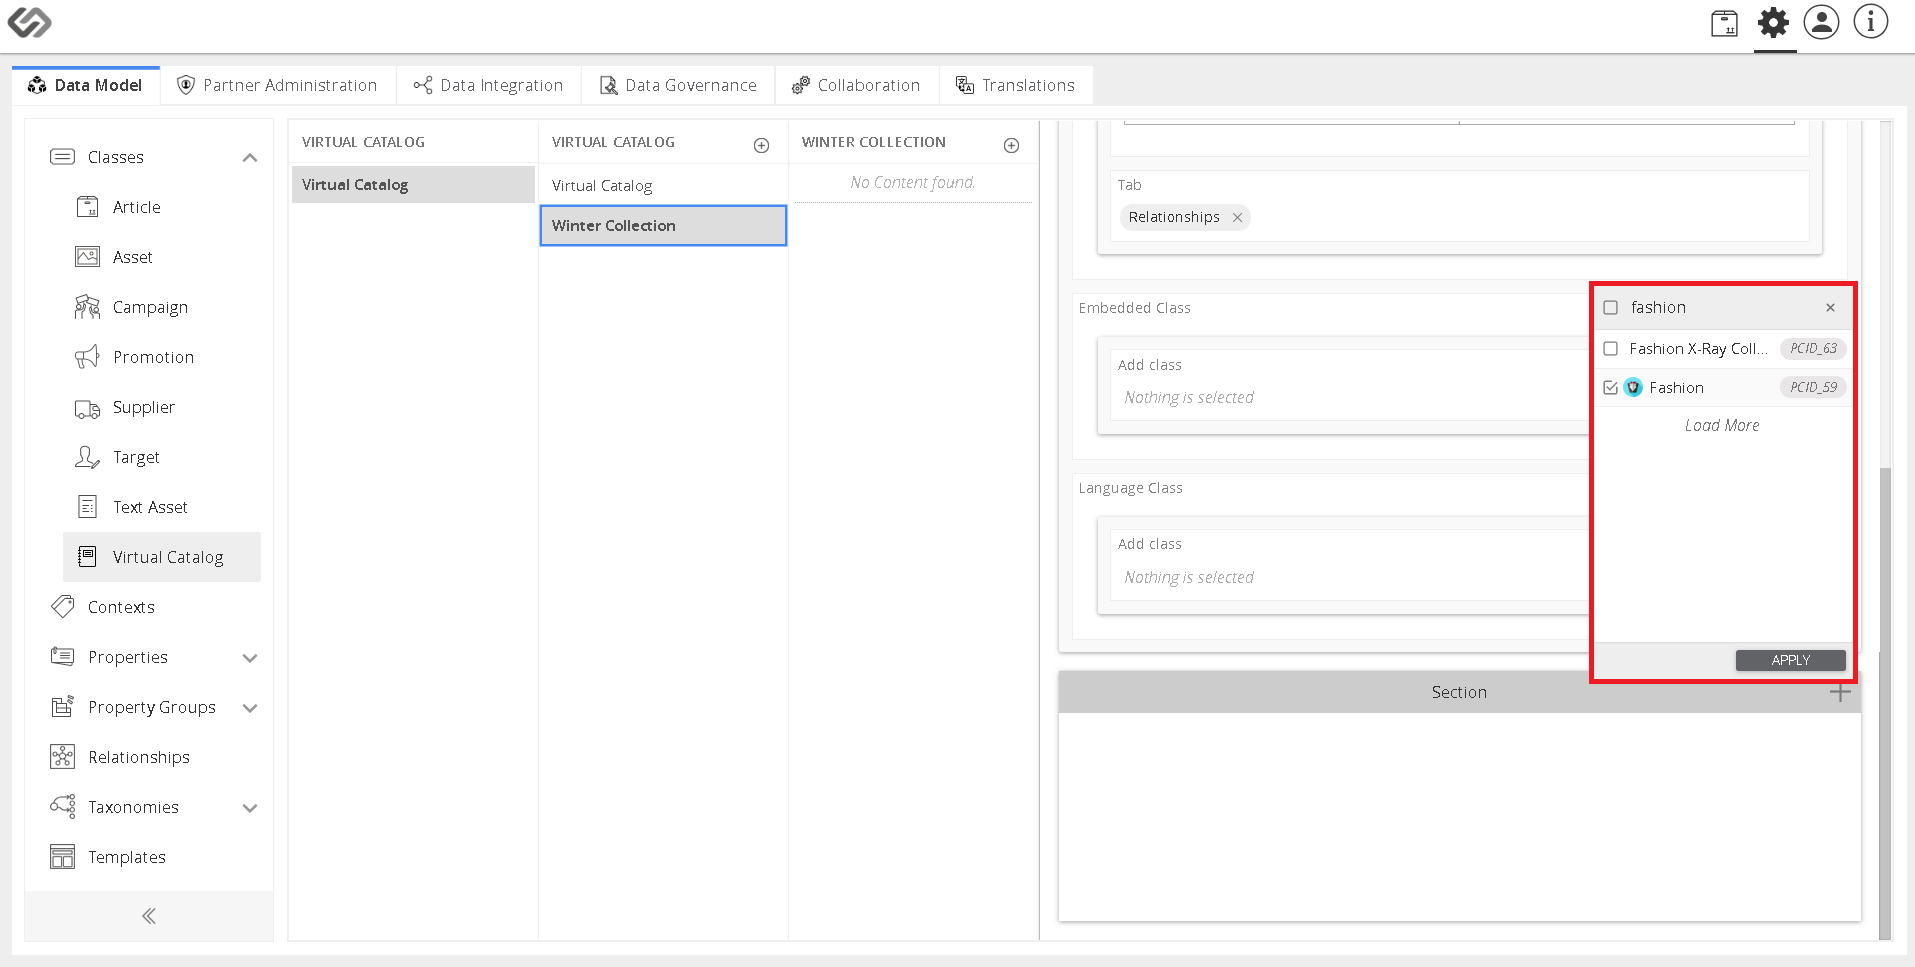 Data Model
Partner Administration
Data Integration
Data Governance
Collaboration
Translations
Classes
Article
Asset
Campaign
Promotion
Supplier
Target
Text Asset
Virtual Catalog
Contexts
Properties
Property Groups
Relationships
Taxonomies
Templates
VIRTUAL CATALOG
Virtual Catalog
VIRTUAL CATALOG
Virtual Catalog
Winter Collection
WINTER COLLECTION
No Content found.
Tab
Relationships
Embedded Class
Add class
Nothing is selected
Language Class
Add class
Nothing is selected
fashion
Fashion X-Ray Coll... PCID_63
Fashion PCID_59
Load More
APPLY
Section